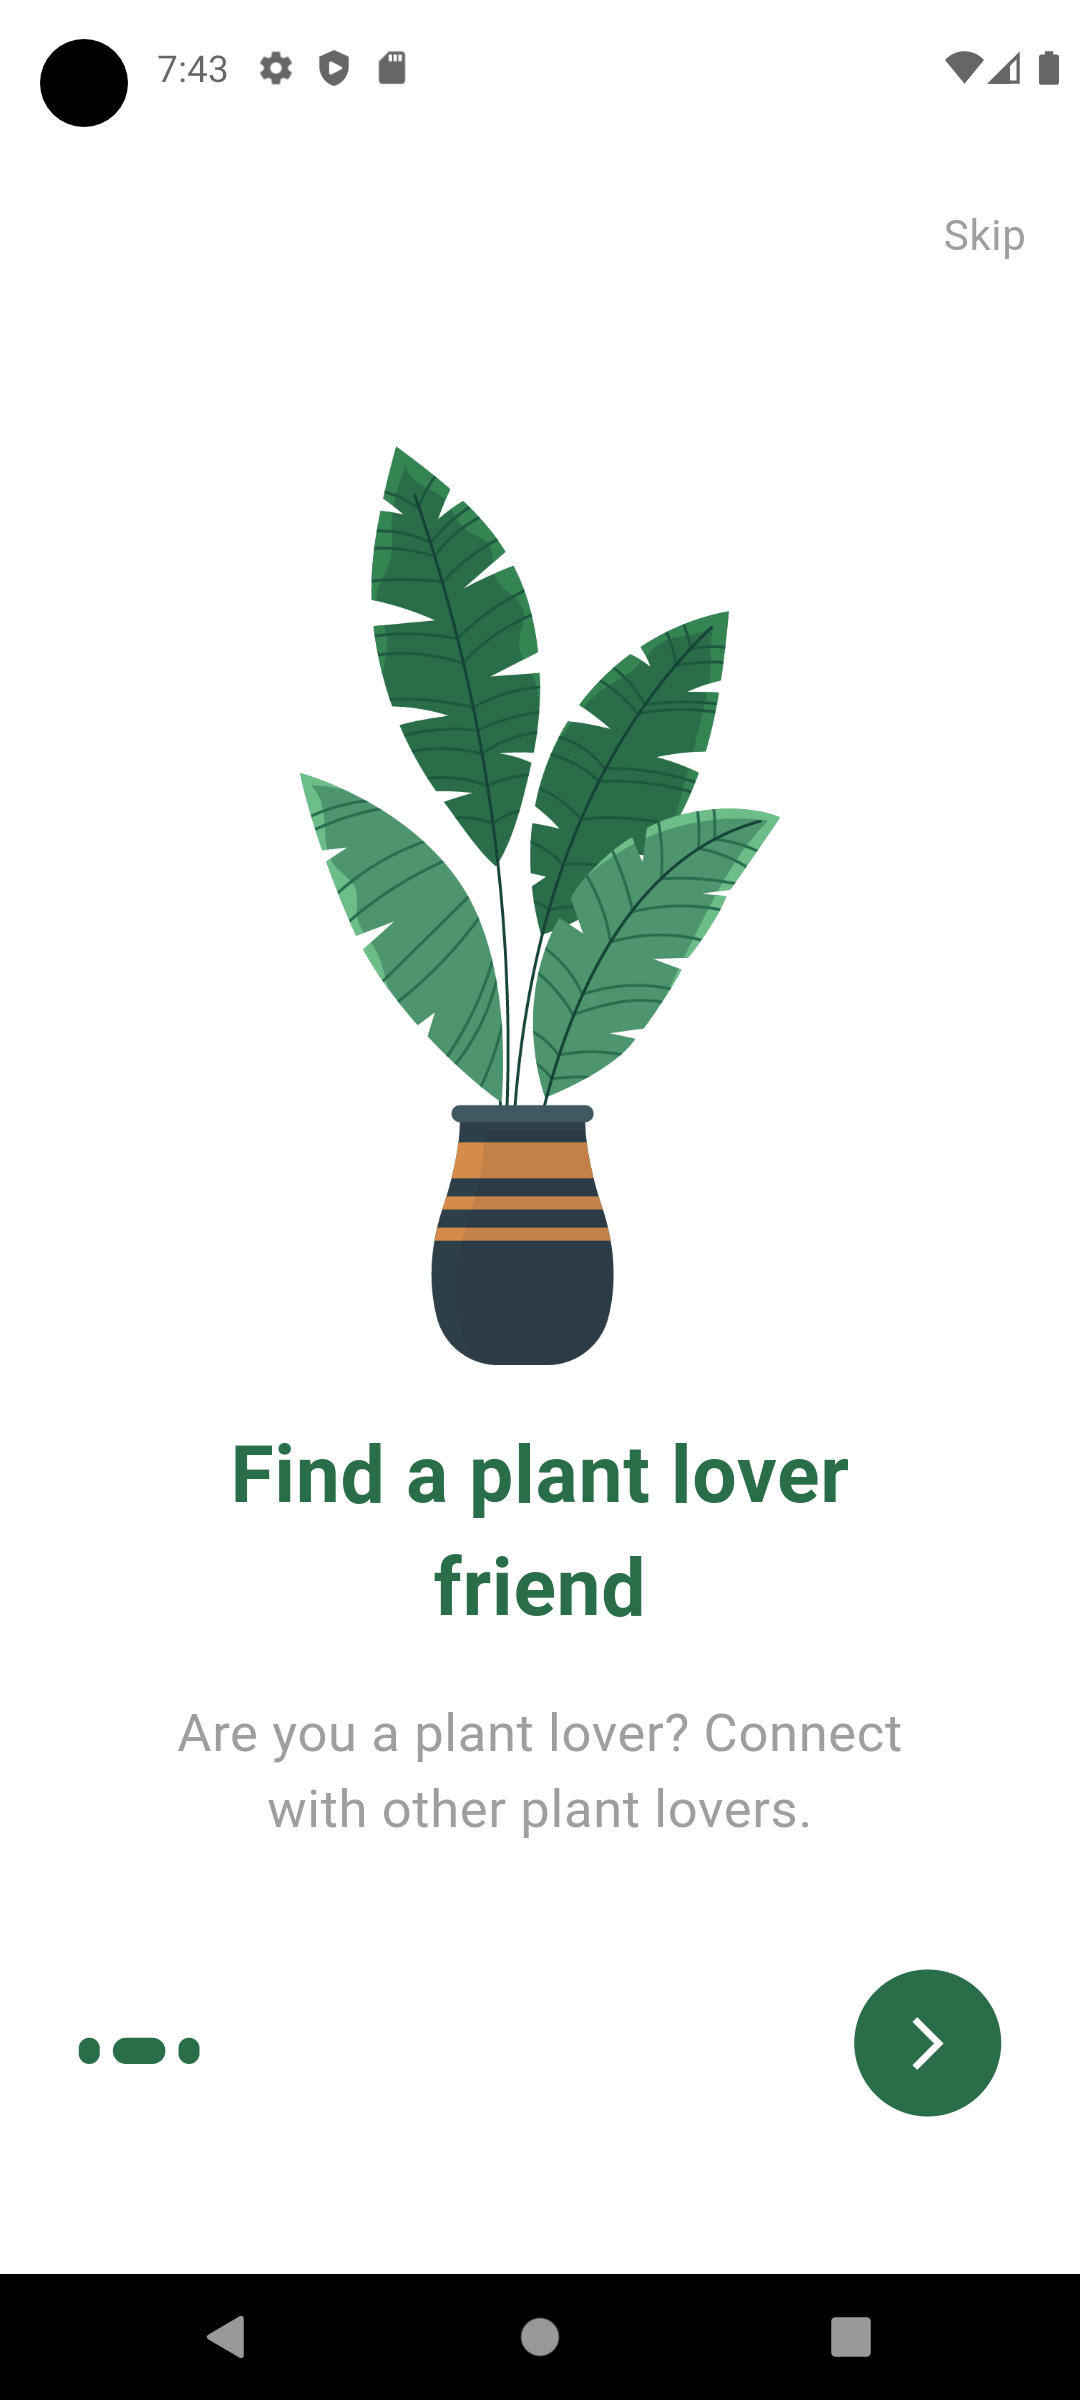 7:43
Skip
Find a plant lover
friend
Are you a plant lover? Connect
with other plant lovers.